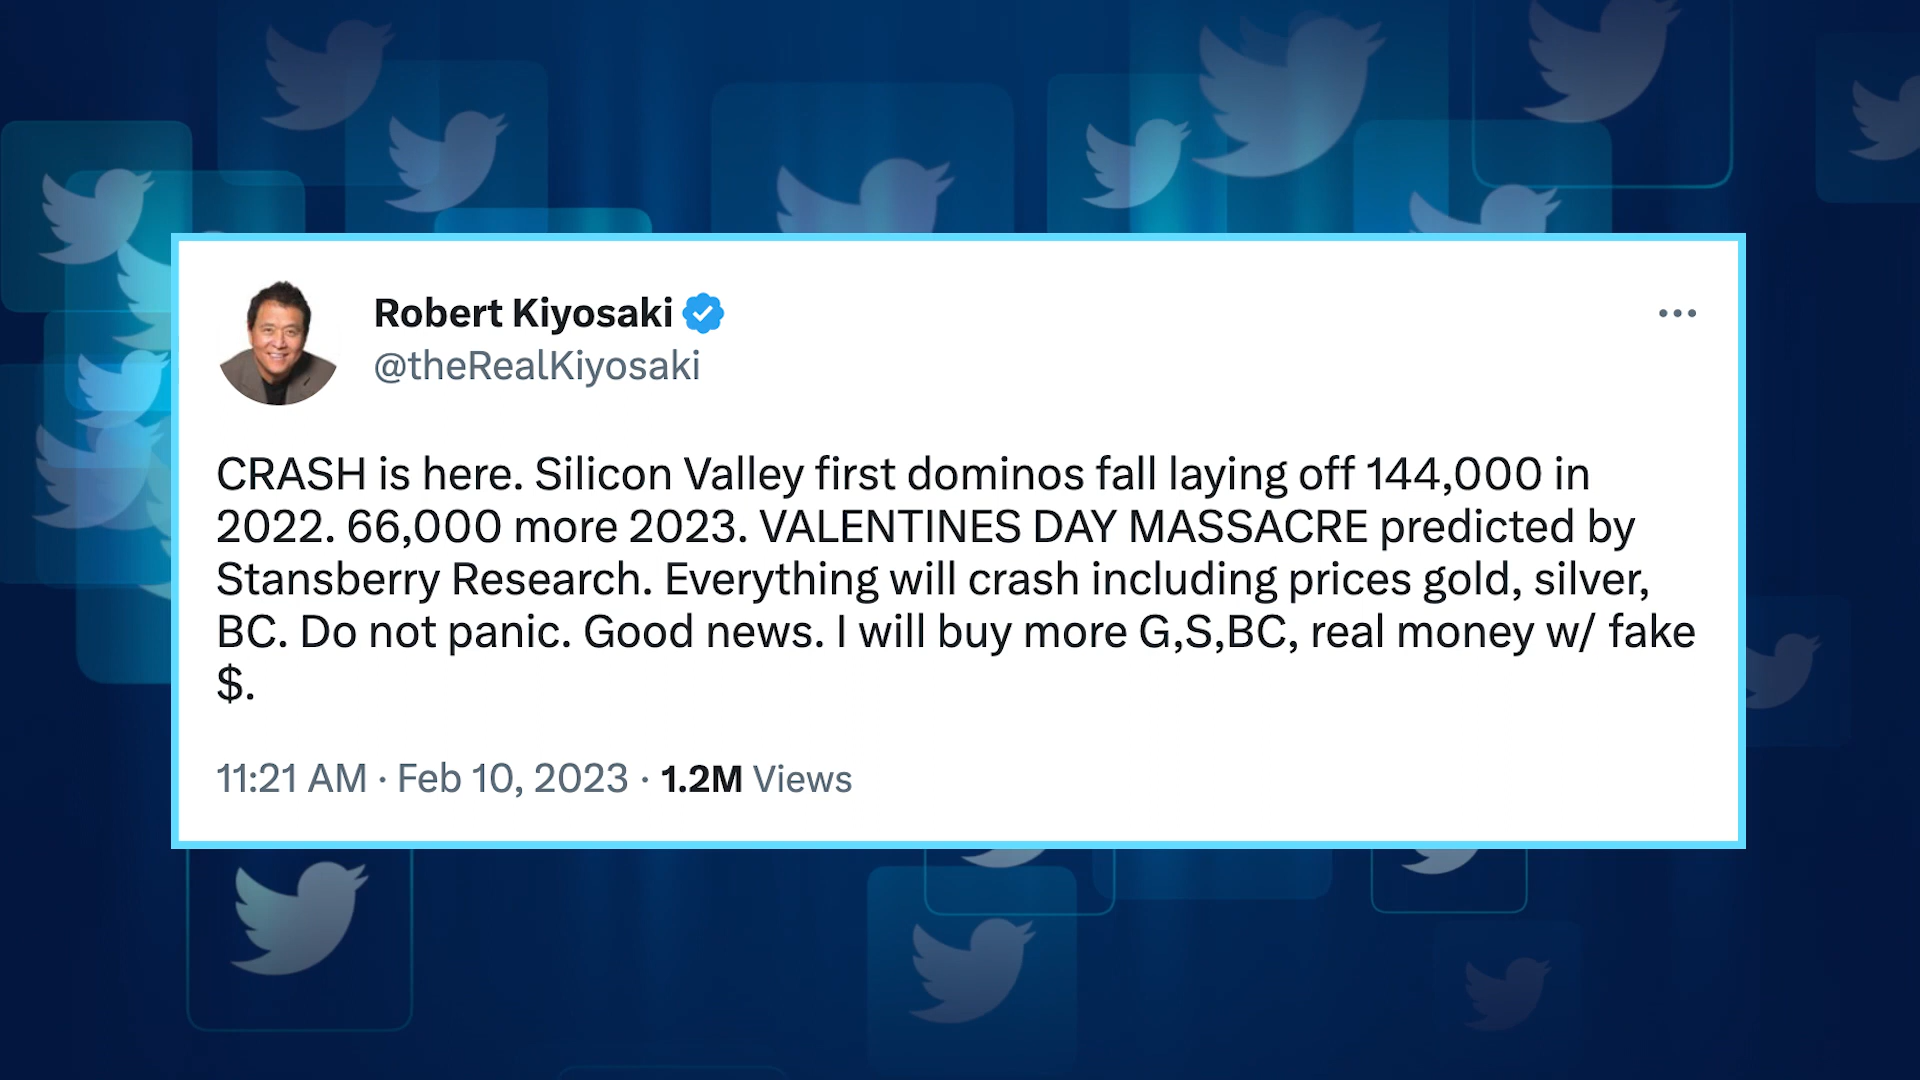 Robert Kiyosaki
@theRealKiyosaki
CRASH is here. Silicon Valley first dominos fall laying off 144,000 in
2022. 66,000 more 2023. VALENTINES DAY MASSACRE predicted by
Stansberry Research. Everything will crash including prices gold, silver,
BC. Do not panic. Good news. I will buy more G,S,BC, real money w/ fake
$.
11:21 AM · Feb 10, 2023 · 1.2M Views